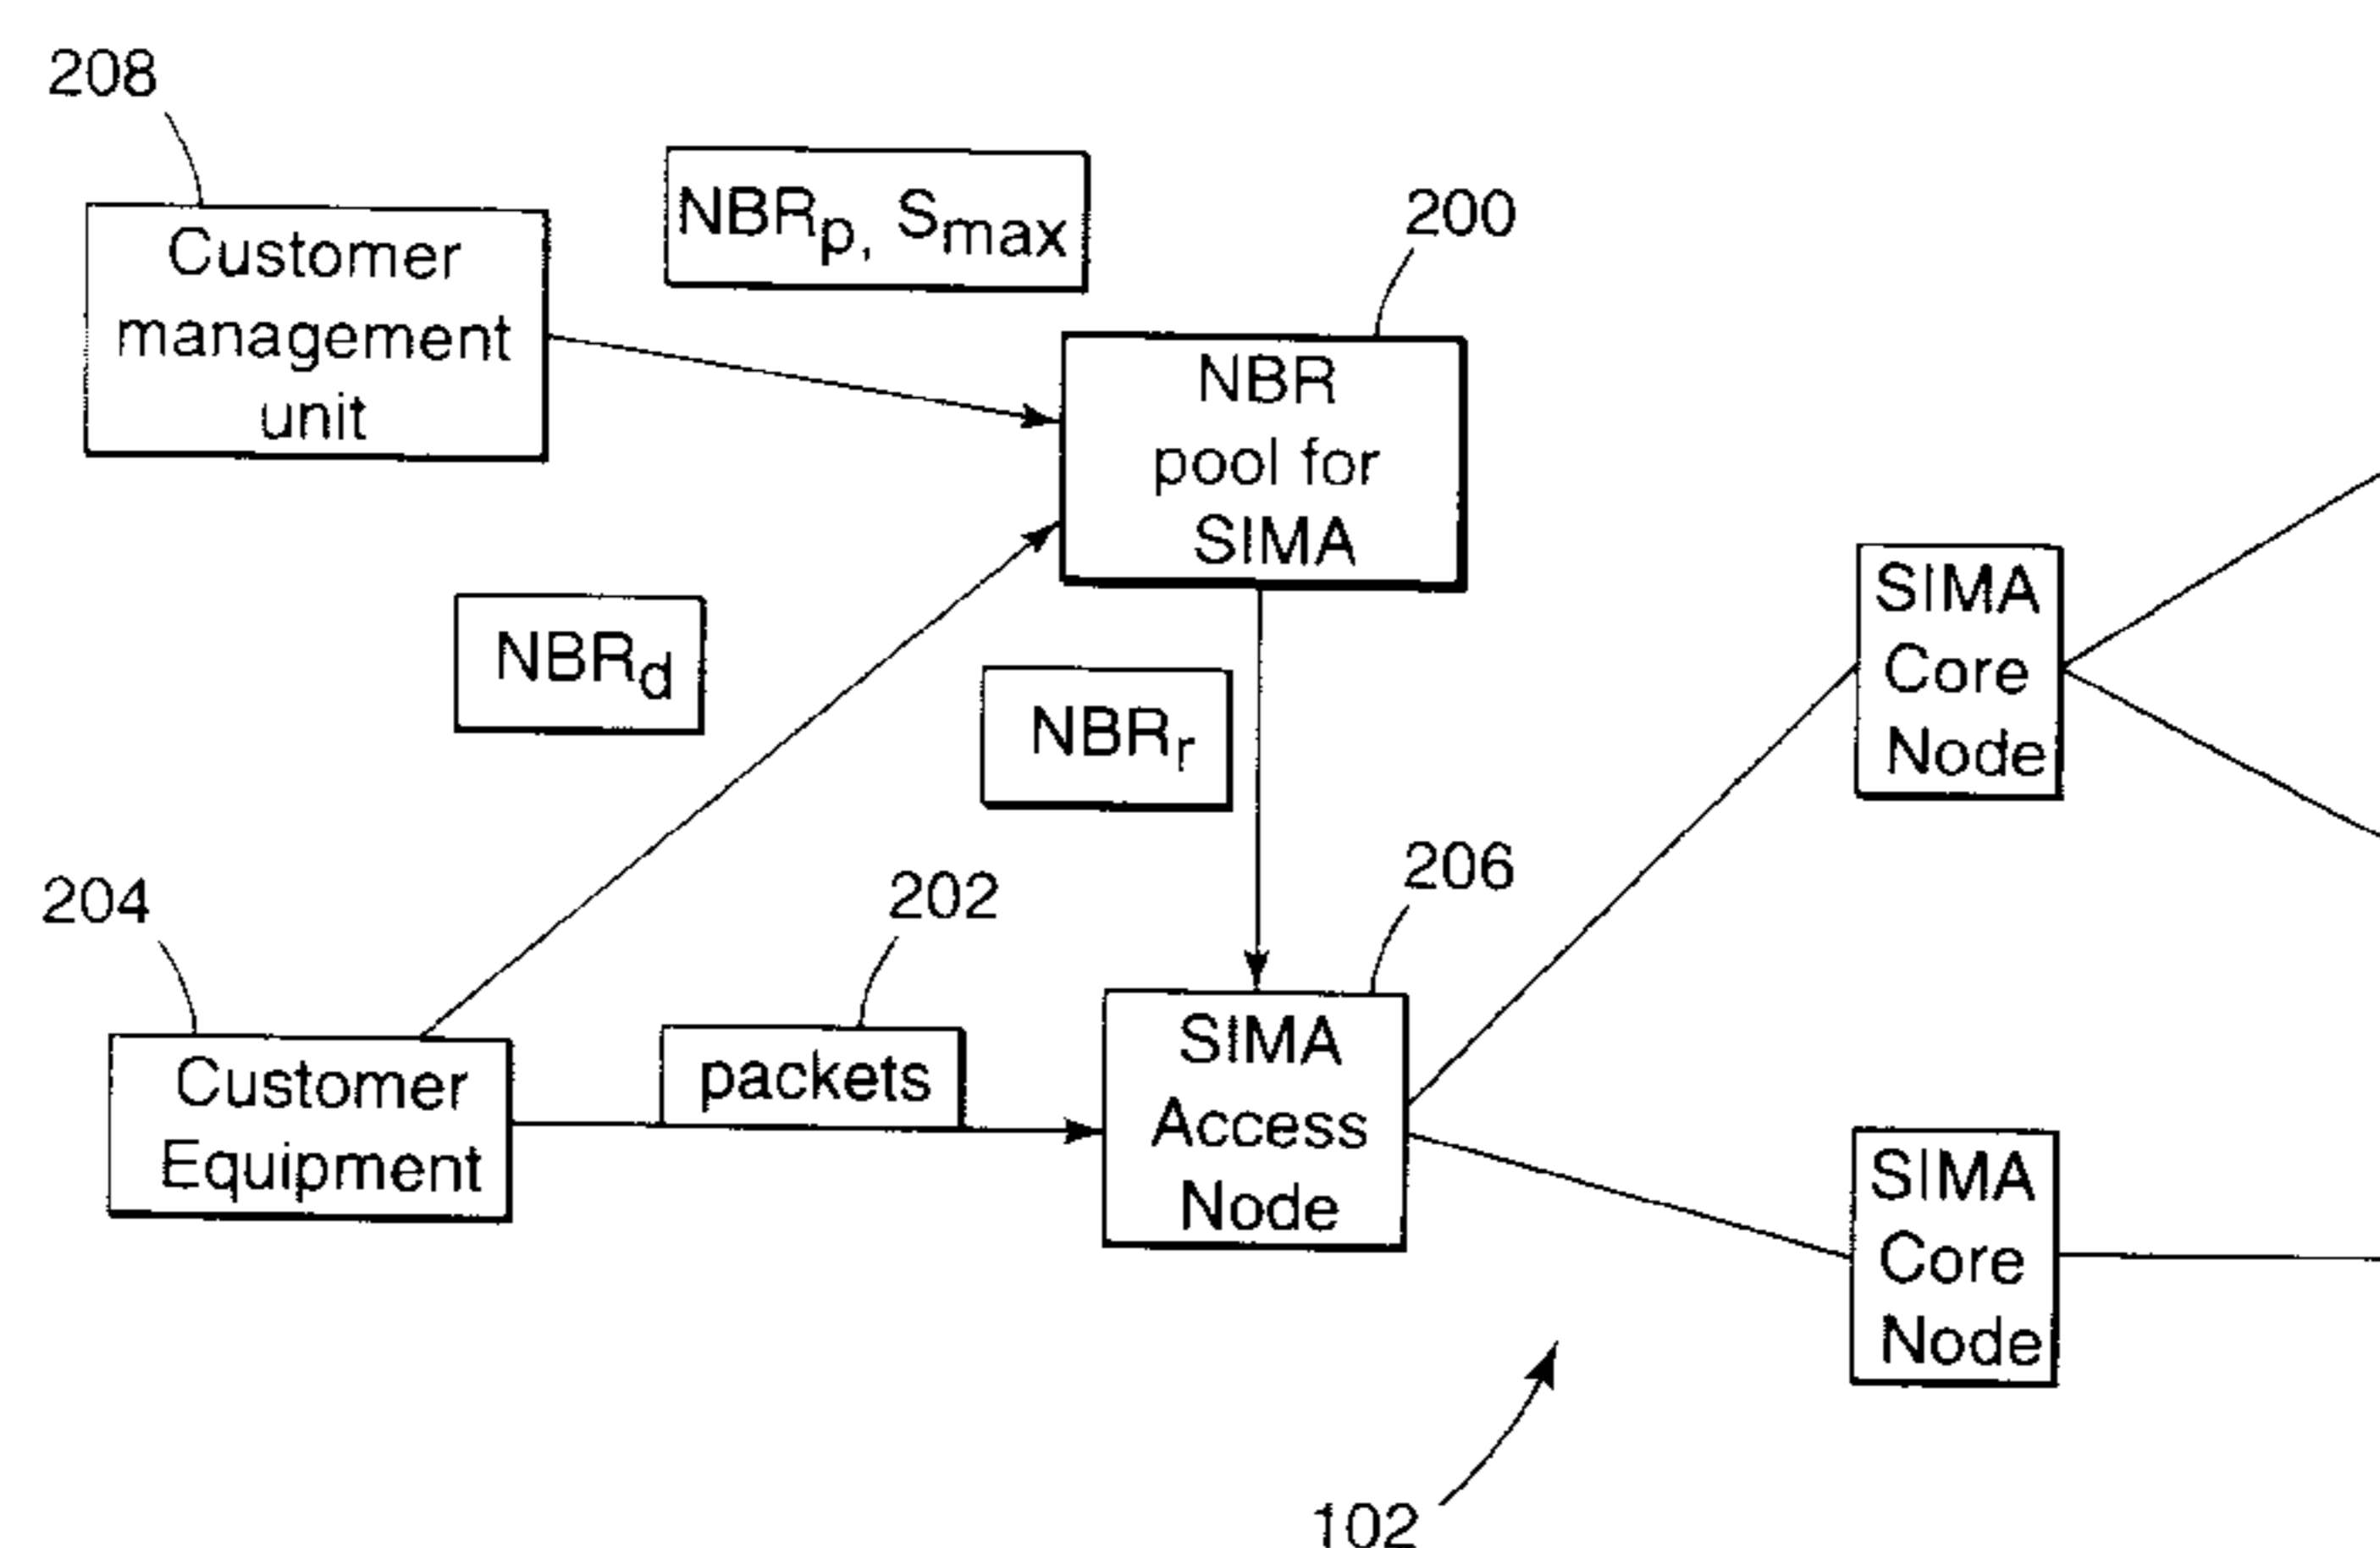 208
NBRp, Smax
200
Customer
management
unit
NBR
pool for
SIMA
SIMA
Core
Node
NBRd
NBRr
206
204
202
SIMA
Access
Node
packets
Customer
Equipment
SIMA
Core
Node
102